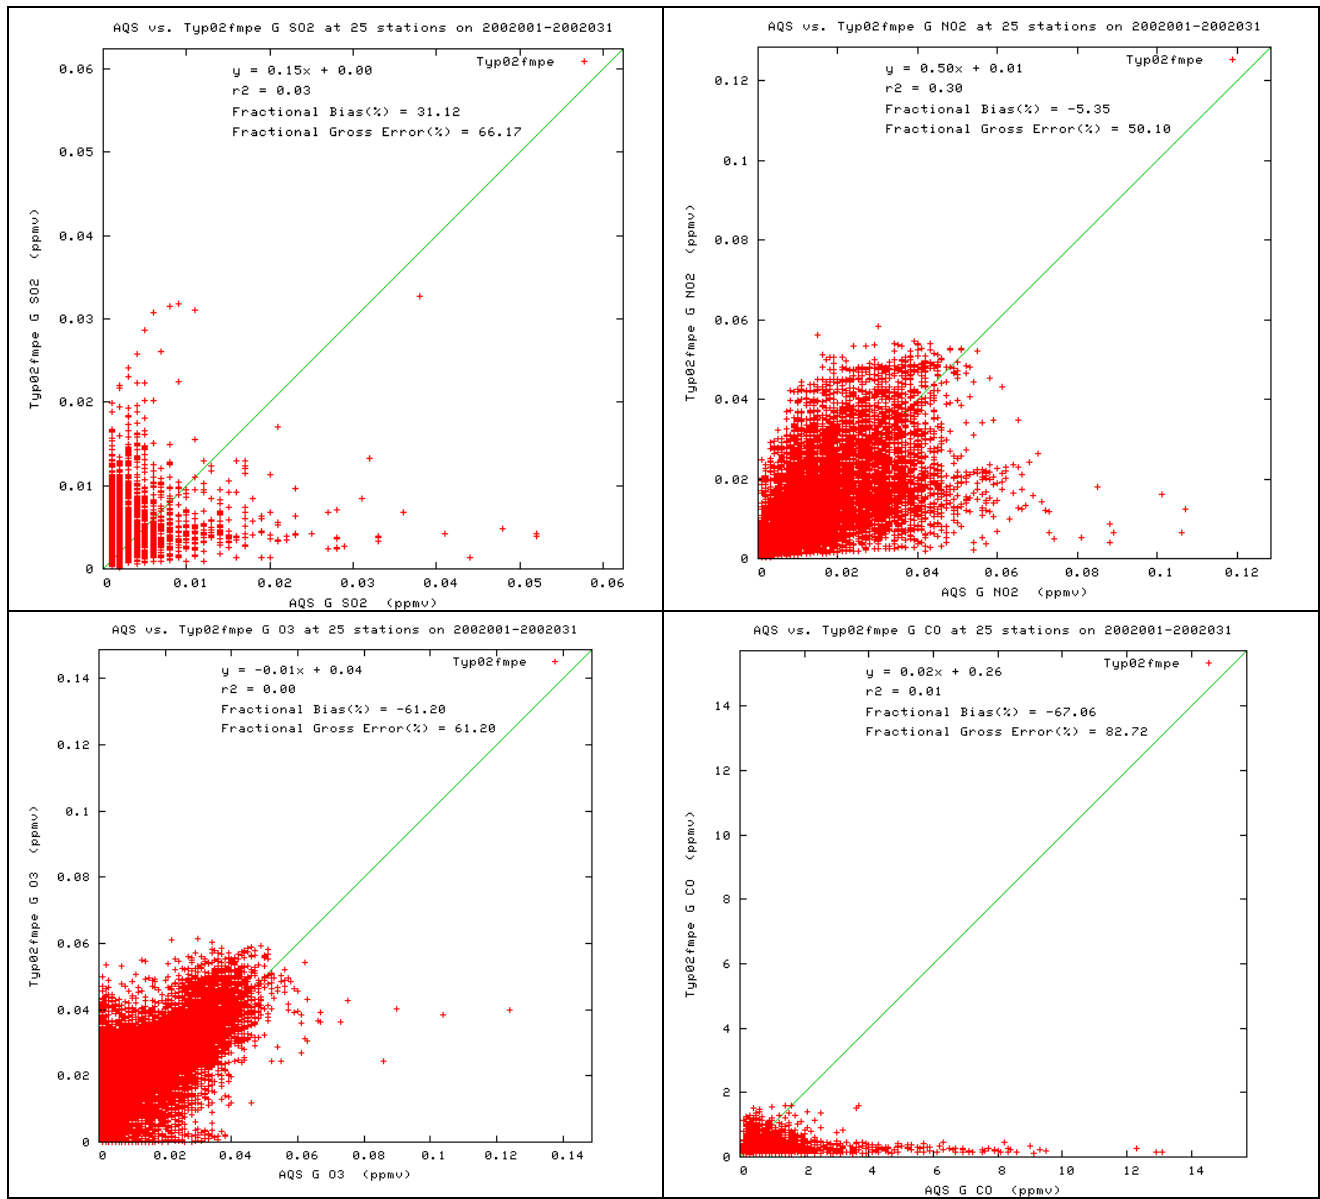 AQS vs. Typ02fmpe G SO2 at 25 stations on 2002001-2002031
Typ02fmpe
y = 0.15x + 0.00
r2 = 0.03
Fractional Bias(%) = 31.12
Fractional Gross Error(%) = 66.17
0.06
0.05
0.04
0.03
0.02
0.01
0
Typ02fmpe G SO2 (ppmv)
0 0.01 0.02 0.03 0.04 0.05 0.06
AQS G SO2 (ppmv)
AQS vs. Typ02fmpe G NO2 at 25 stations on 2002001-2002031
Typ02fmpe
y = 0.50x + 0.01
r2 = 0.30
Fractional Bias(%) = -5.35
Fractional Gross Error(%) = 50.10
0.12
0.1
0.08
0.06
0.04
0.02
0
Typ02fmpe G NO2 (ppmv)
0 0.02 0.04 0.06 0.08 0.1 0.12
AQS G NO2 (ppmv)
AQS vs. Typ02fmpe G O3 at 25 stations on 2002001-2002031
Typ02fmpe
y = -0.01x + 0.04
r2 = 0.00
Fractional Bias(%) = -61.20
Fractional Gross Error(%) = 61.20
0.14
0.12
0.1
0.08
0.06
0.04
0.02
0
Typ02fmpe G O3 (ppmv)
0 0.02 0.04 0.06 0.08 0.1 0.12 0.14
AQS G O3 (ppmv)
AQS vs. Typ02fmpe G CO at 25 stations on 2002001-2002031
Typ02fmpe
y = 0.02x + 0.26
r2 = 0.01
Fractional Bias(%) = -67.06
Fractional Gross Error(%) = 82.72
14
12
10
8
6
4
2
0
Typ02fmpe G CO (ppmv)
0 2 4 6 8 10 12 14
AQS G CO (ppmv)